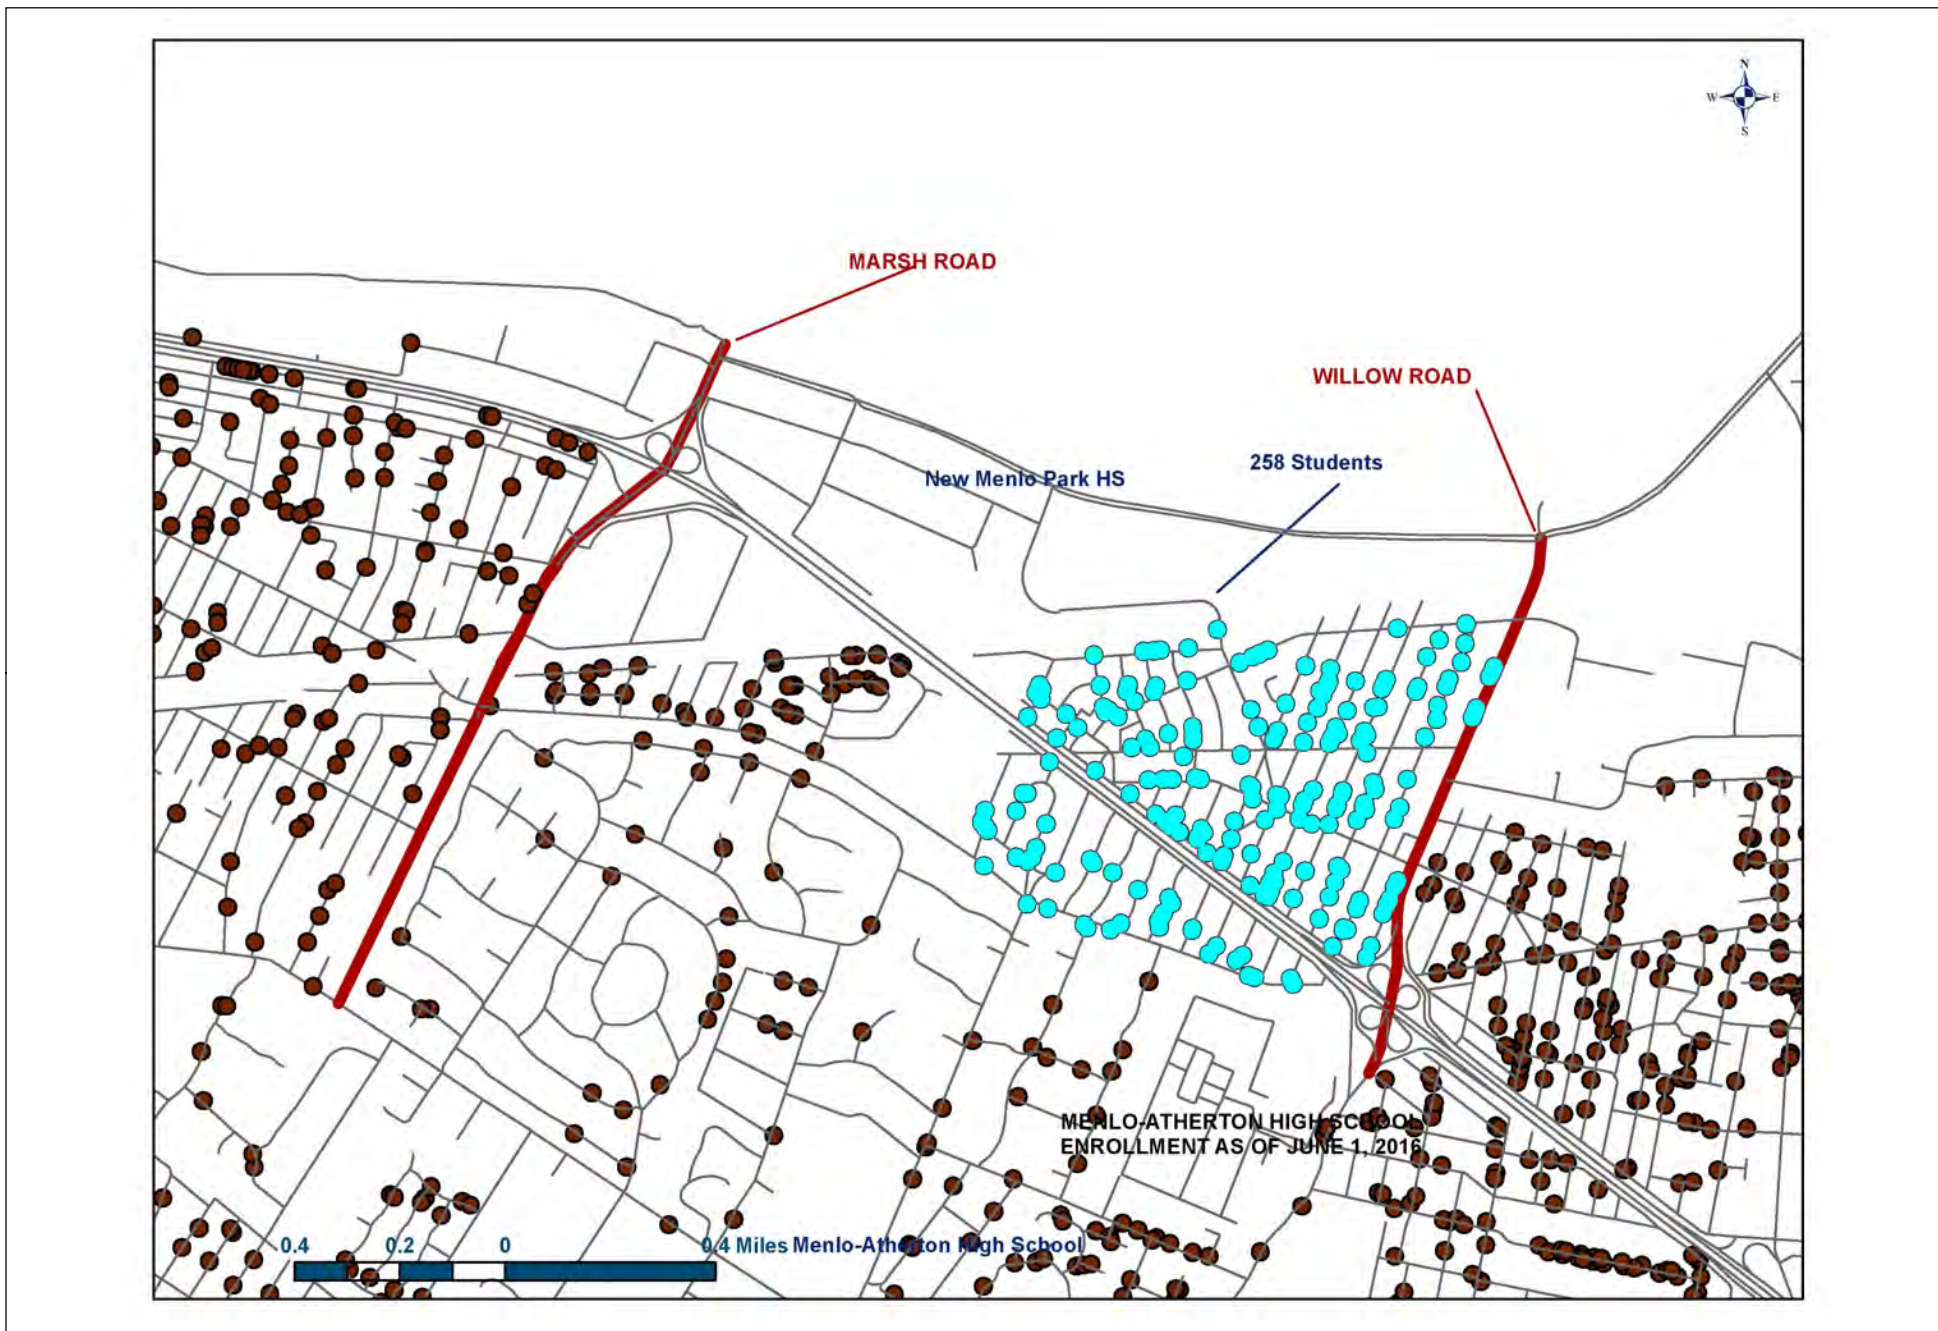 N
W E
S
MARSH ROAD
WILLOW ROAD
258 Students
New Menlo Park HS
MENLO-ATHERTON HIGH SCHOOL
ENROLLMENT AS OF JUNE 1, 2016
0.4 0.2 0 0.4 Miles Menlo-Atherton High School